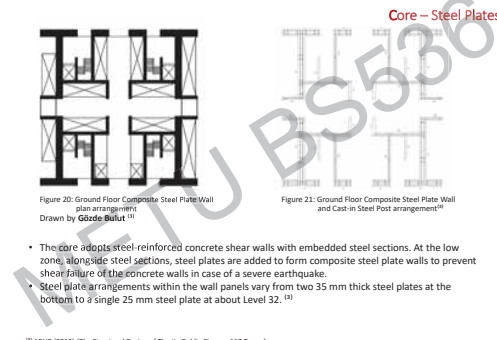 Core – Steel Plates
Figure 20: Ground Floor Composite Steel Plate Wall
plan arrangement
Drawn by Gözde Bulut (3)
Figure 21: Ground Floor Composite Steel Plate Wall
and Cast-in Steel Post arrangement(3)
• The core adopts steel-reinforced concrete shear walls with embedded steel sections. At the low
zone, alongside steel sections, steel plates are added to form composite steel plate walls to prevent
shear failure of the concrete walls in case of a severe earthquake.
• Steel plate arrangements within the wall panels vary from two 35 mm thick steel plates at the
bottom to a single 25 mm steel plate at about Level 32. (3)
METU BS536